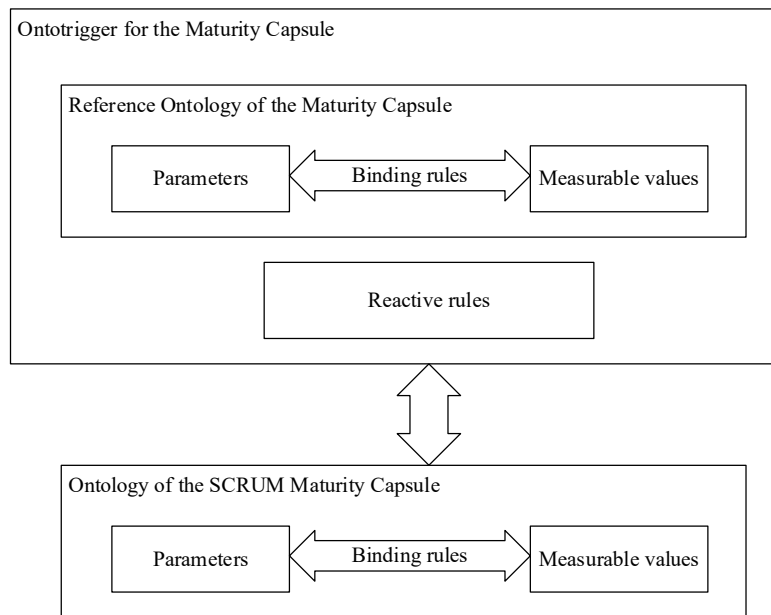 Ontotrigger for the Maturity Capsule
Reference Ontology of the Maturity Capsule
Parameters
Binding rules
Measurable values
Reactive rules
Ontology of the SCRUM Maturity Capsule
Parameters
Binding rules
Measurable values